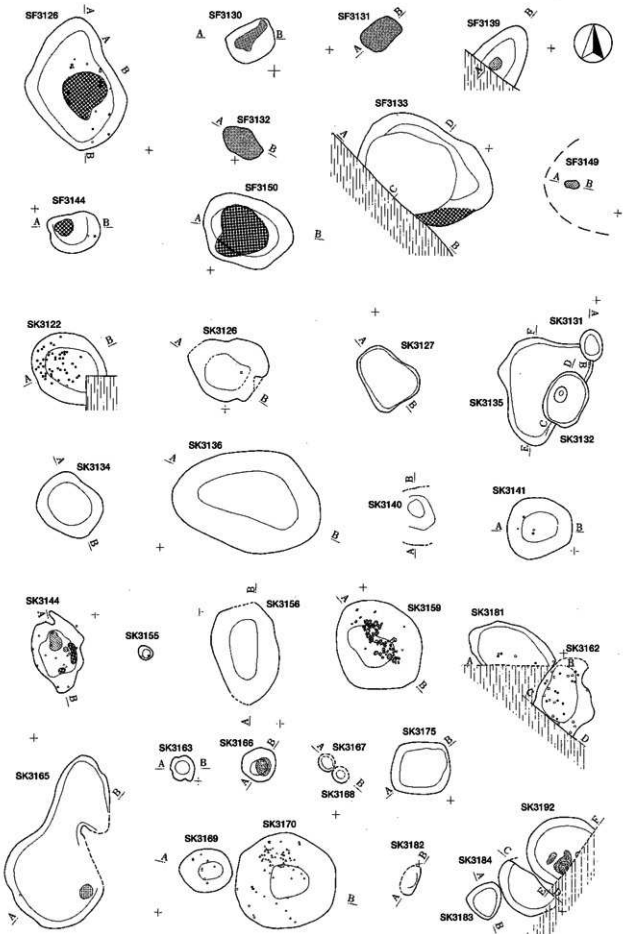 SF3126
A
A
B
B
SF3130
A
B
SF3131
A
B
SF3139
A
B
SF3132
B
SF3133
A
D
C
B
SF3149
A
B
SF3144
A
B
SF3150
A
B
SK3122
A
B
SK3126
A
B
SK3127
A
B
SK3131
A
B
F
D
SK3135
C
E
SK3132
SK3134
A
B
SK3136
A
B
SK3140
B
A
SK3141
A
B
SK3144
A
B
SK3155
SK3156
B
A
SK3159
A
B
SK3181
A
B
SK3162
C
D
SK3165
B
A
SK3163
A
B
SK3166
A
B
SK3167
A
B
SK3168
SK3175
A
B
SK3169
A
SK3170
B
SK3182
A
B
SK3192
F
E
SK3184
C
SK3183
A
B